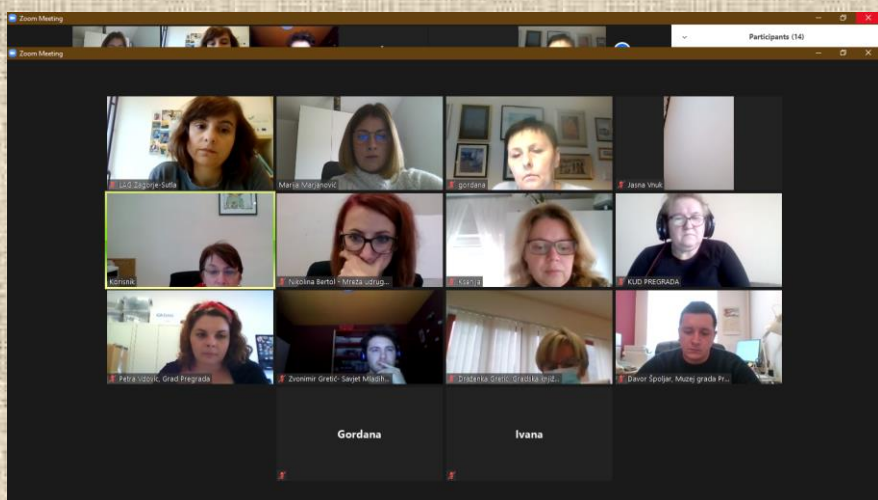 Zoom Meeting
Participants (14)
Zoom Meeting
LAG Zagorje-Sutla
Marija Marjanović
gordana
Jasna Vnuk
Korisnik
Nikolina Bertol - Mreža udrug...
Ksenija
KUD PREGRADA
Petra Vdović, Grad Pregrada
Zvonimir Gretić- Savjet Mladih...
Draženka Gretić, Gradska knjiž...
Davor Špoljar, Muzej grada Pr...
Gordana
Ivana